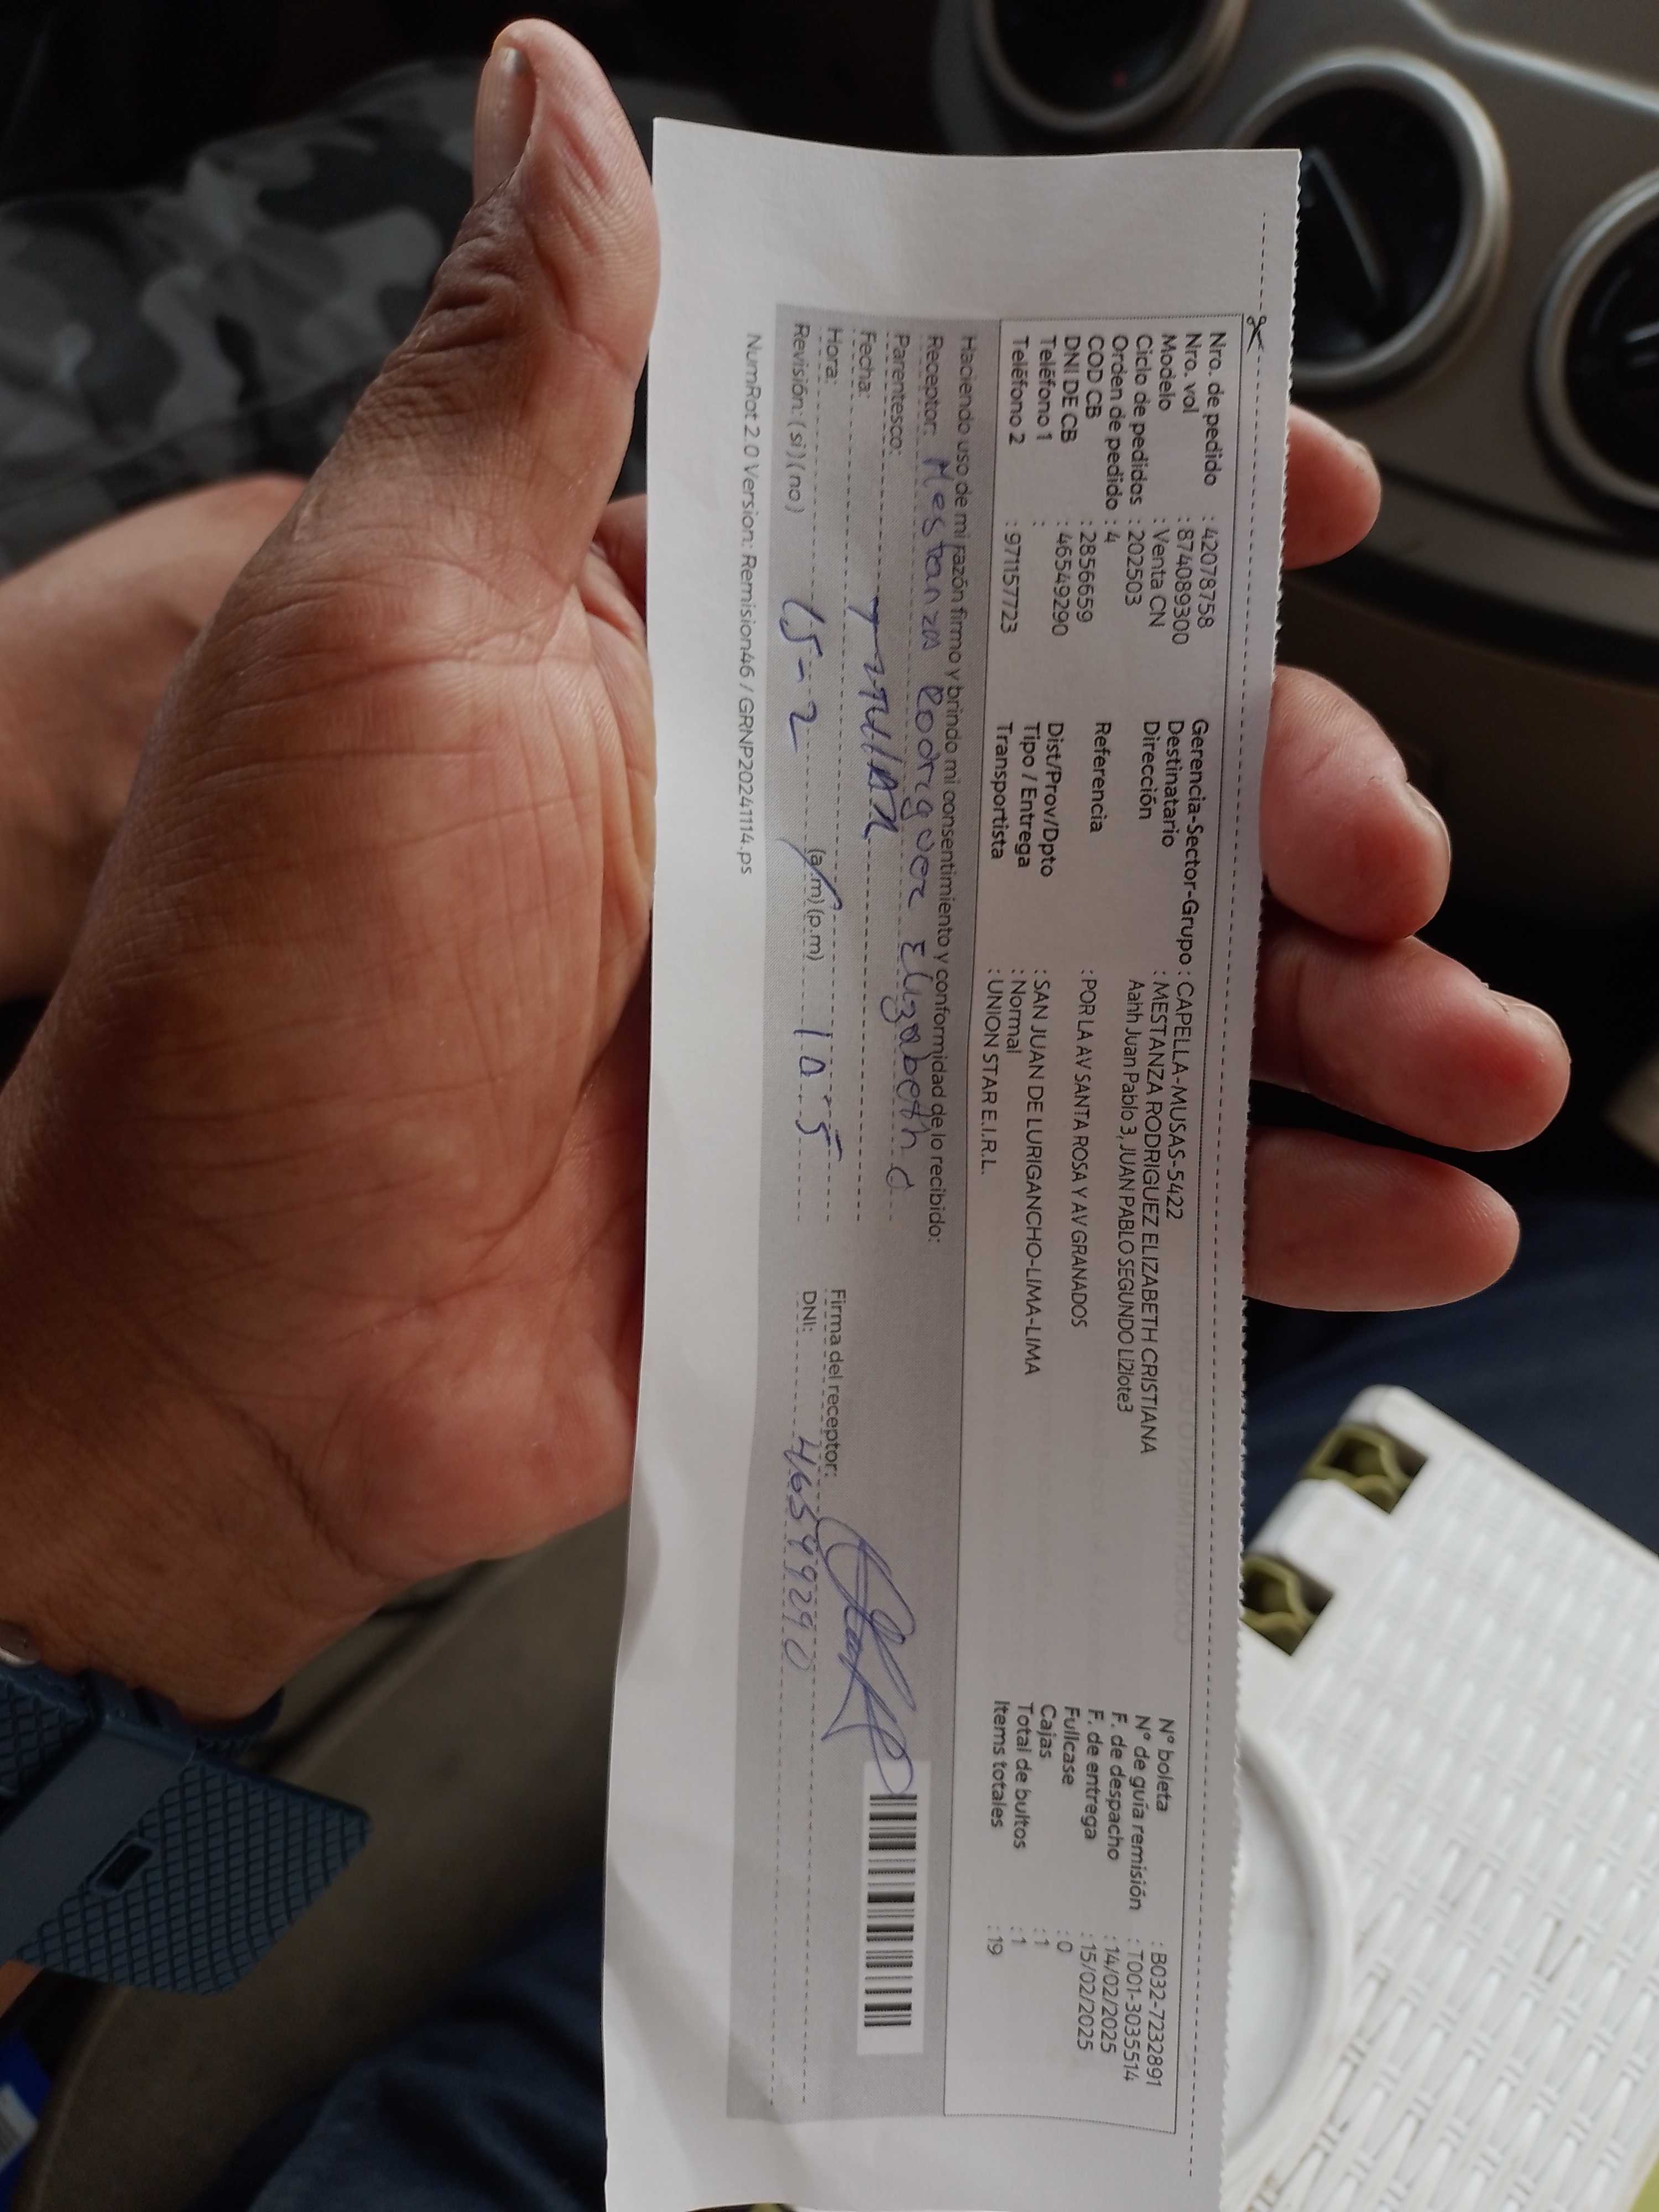 Nro. de pedido : 42078758
Nro. vol : 874089300
Modelo : Venta CN
Ciclo de pedidos : 202503
Orden de pedido : 4
COD CB : 2856659
DNI DE CB : 46549290
Teléfono 1 :
Teléfono 2 : 971157723
Gerencia-Sector-Grupo : CAPELLA-MUSAS-5422
Destinatario : MESTANZA RODRIGUEZ ELIZABETH CRISTIANA
Dirección Aahh Juan Pablo 3, JUAN PABLO SEGUNDO L12lote3
Referencia : POR LA AV SANTA ROSA Y AV GRANADOS
Dist/Prov/Dpto : SAN JUAN DE LURIGANCHO-LIMA-LIMA
Tipo / Entrega : Normal
Transportista : UNION STAR E.I.R.L.
N° boleta : B032-7232891
N° de guía remisión : T001-3035514
F. de despacho : 14/02/2025
F. de entrega : 15/02/2025
Fullcase : 0
Cajas : 1
Total de bultos : 1
Items totales : 19
Haciendo uso de mi razón firmo y brindo mi consentimiento y conformidad de lo recibido:
Receptor: Mestanza Rodriguez Elizabeth C
Parentesco: Titular
Fecha: 15-2
Hora: (a.m) (p.m) 10:5
Revisión: (si) (no)
Firma del receptor:
DNI: 46549290
NumRot 2.0 Version: Remision46 / GRNP20241114.ps